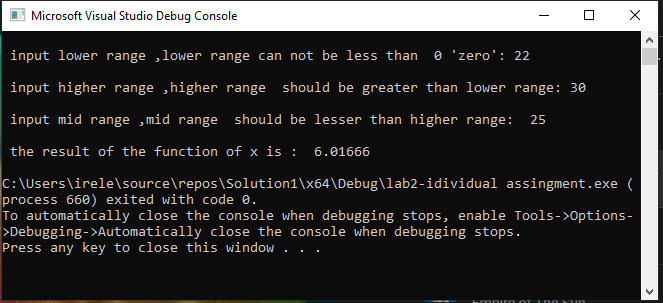 Microsoft Visual Studio Debug Console
input lower range ,lower range can not be less than  0 'zero': 22
input higher range ,higher range  should be greater than lower range: 30
input mid range ,mid range  should be lesser than higher range:  25
the result of the function of x is :  6.01666
C:\Users\irele\source\repos\Solution1\x64\Debug\lab2-idividual assingment.exe (
process 660) exited with code 0.
To automatically close the console when debugging stops, enable Tools->Options-
>Debugging->Automatically close the console when debugging stops.
Press any key to close this window . . .
Empire of The Sun